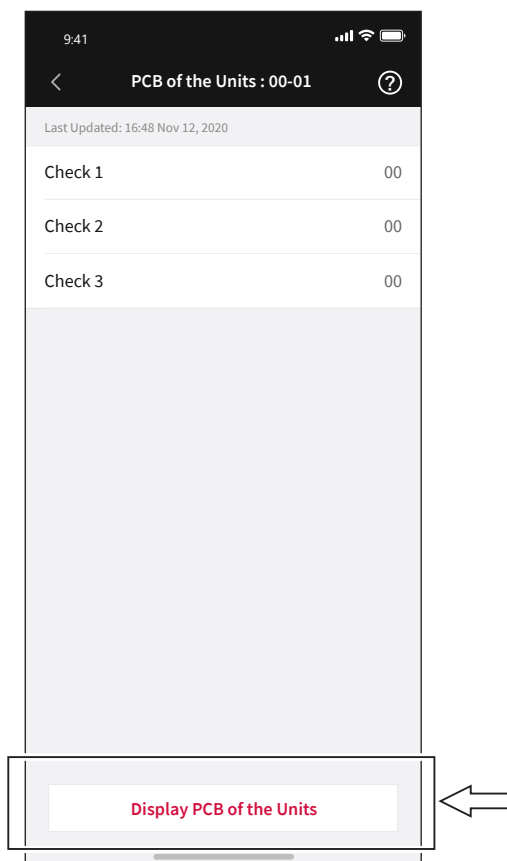 9:41
PCB of the Units : 00-01
?
Last Updated: 16:48 Nov 12, 2020
Check 1 00
Check 2 00
Check 3 00
Display PCB of the Units